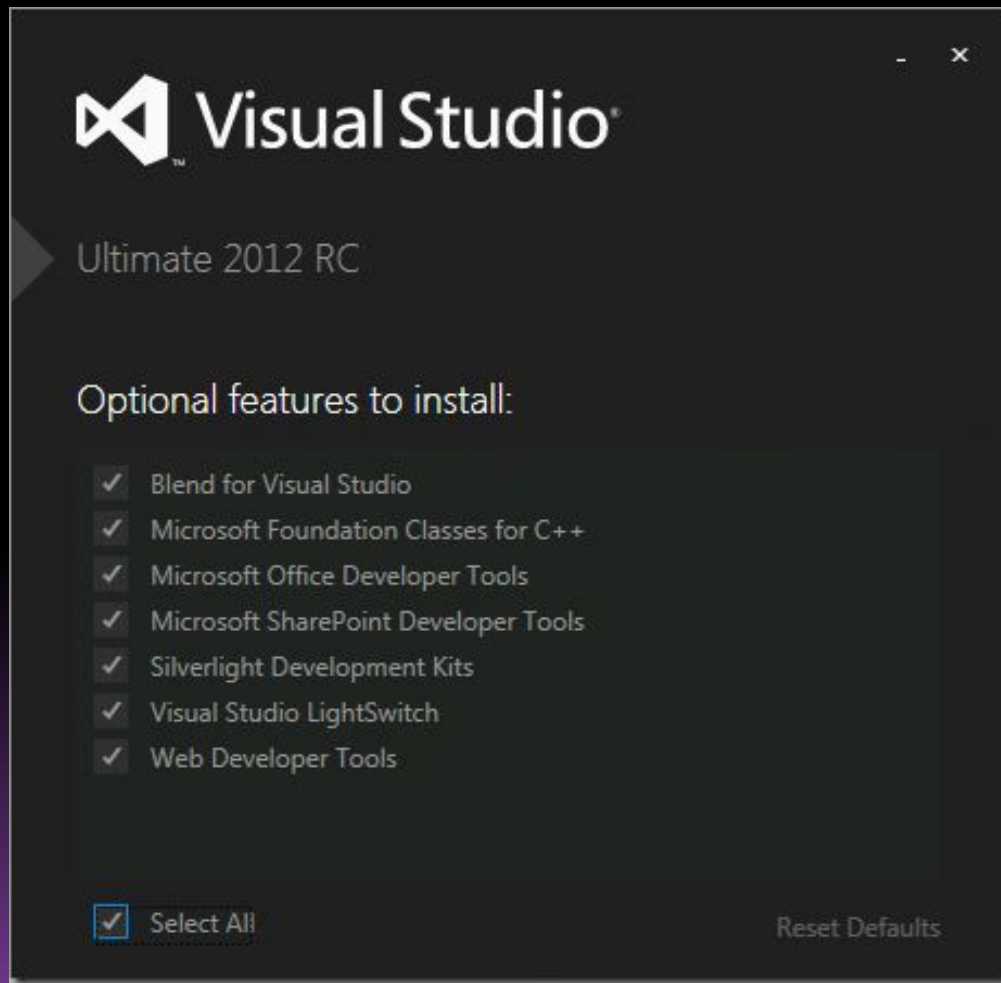 Visual Studio®
™
Ultimate 2012 RC
Optional features to install:
Blend for Visual Studio
Microsoft Foundation Classes for C++
Microsoft Office Developer Tools
Microsoft SharePoint Developer Tools
Silverlight Development Kits
Visual Studio LightSwitch
Web Developer Tools
Select All
Reset Defaults